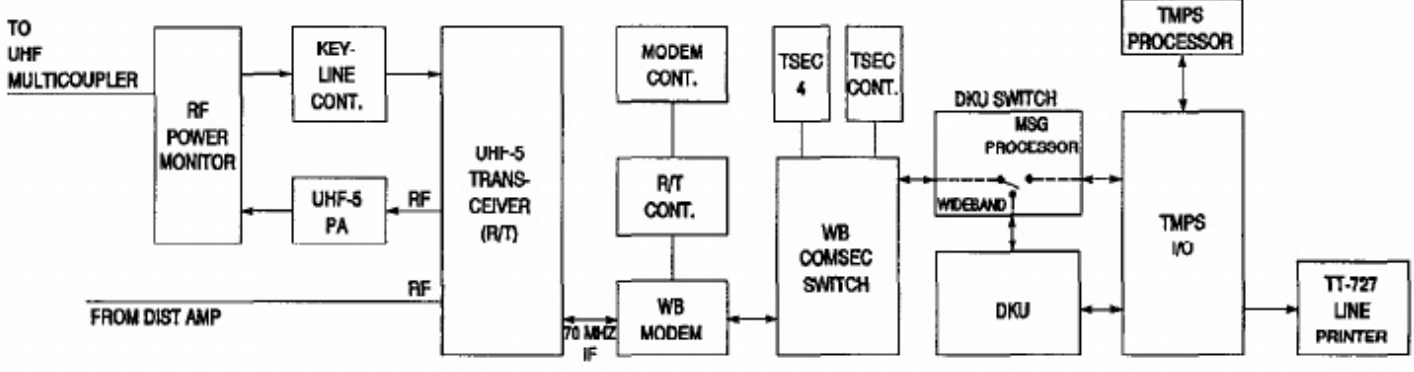 TO
UHF
MULTICOUPLER
RF
POWER
MONITOR
KEY-
LINE
CONT.
UHF-5
PA
RF
RF
FROM DIST AMP
UHF-5
TRANS-
CEIVER
(R/T)
70 MHZ
IF
MODEM
CONT.
R/T
CONT.
WB
MODEM
TSEC
4
TSEC
CONT.
WB
COMSEC
SWITCH
DKU SWITCH
MSG
PROCESSOR
WIDEBAND
DKU
TMPS
PROCESSOR
TMPS
I/O
TT-727
LINE
PRINTER